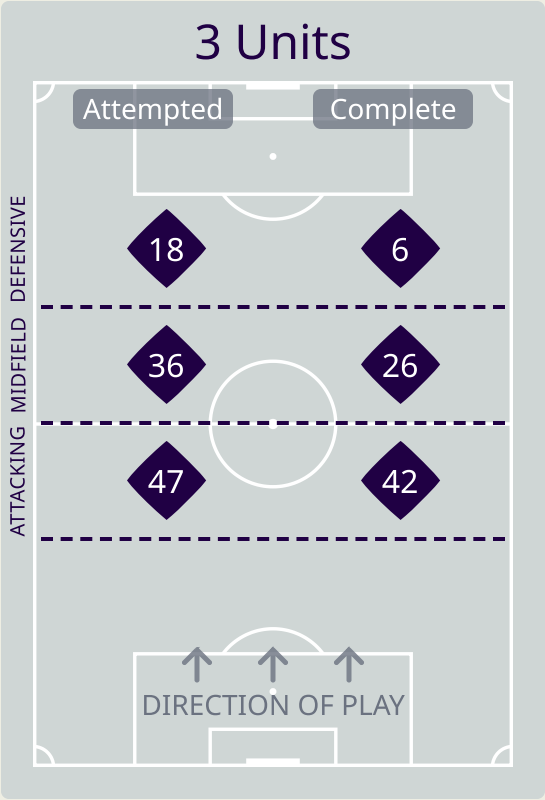 3 Units
Attempted Complete
DEFENSIVE
18 6
MIDFIELD
36 26
ATTACKING
47 42
DIRECTION OF PLAY